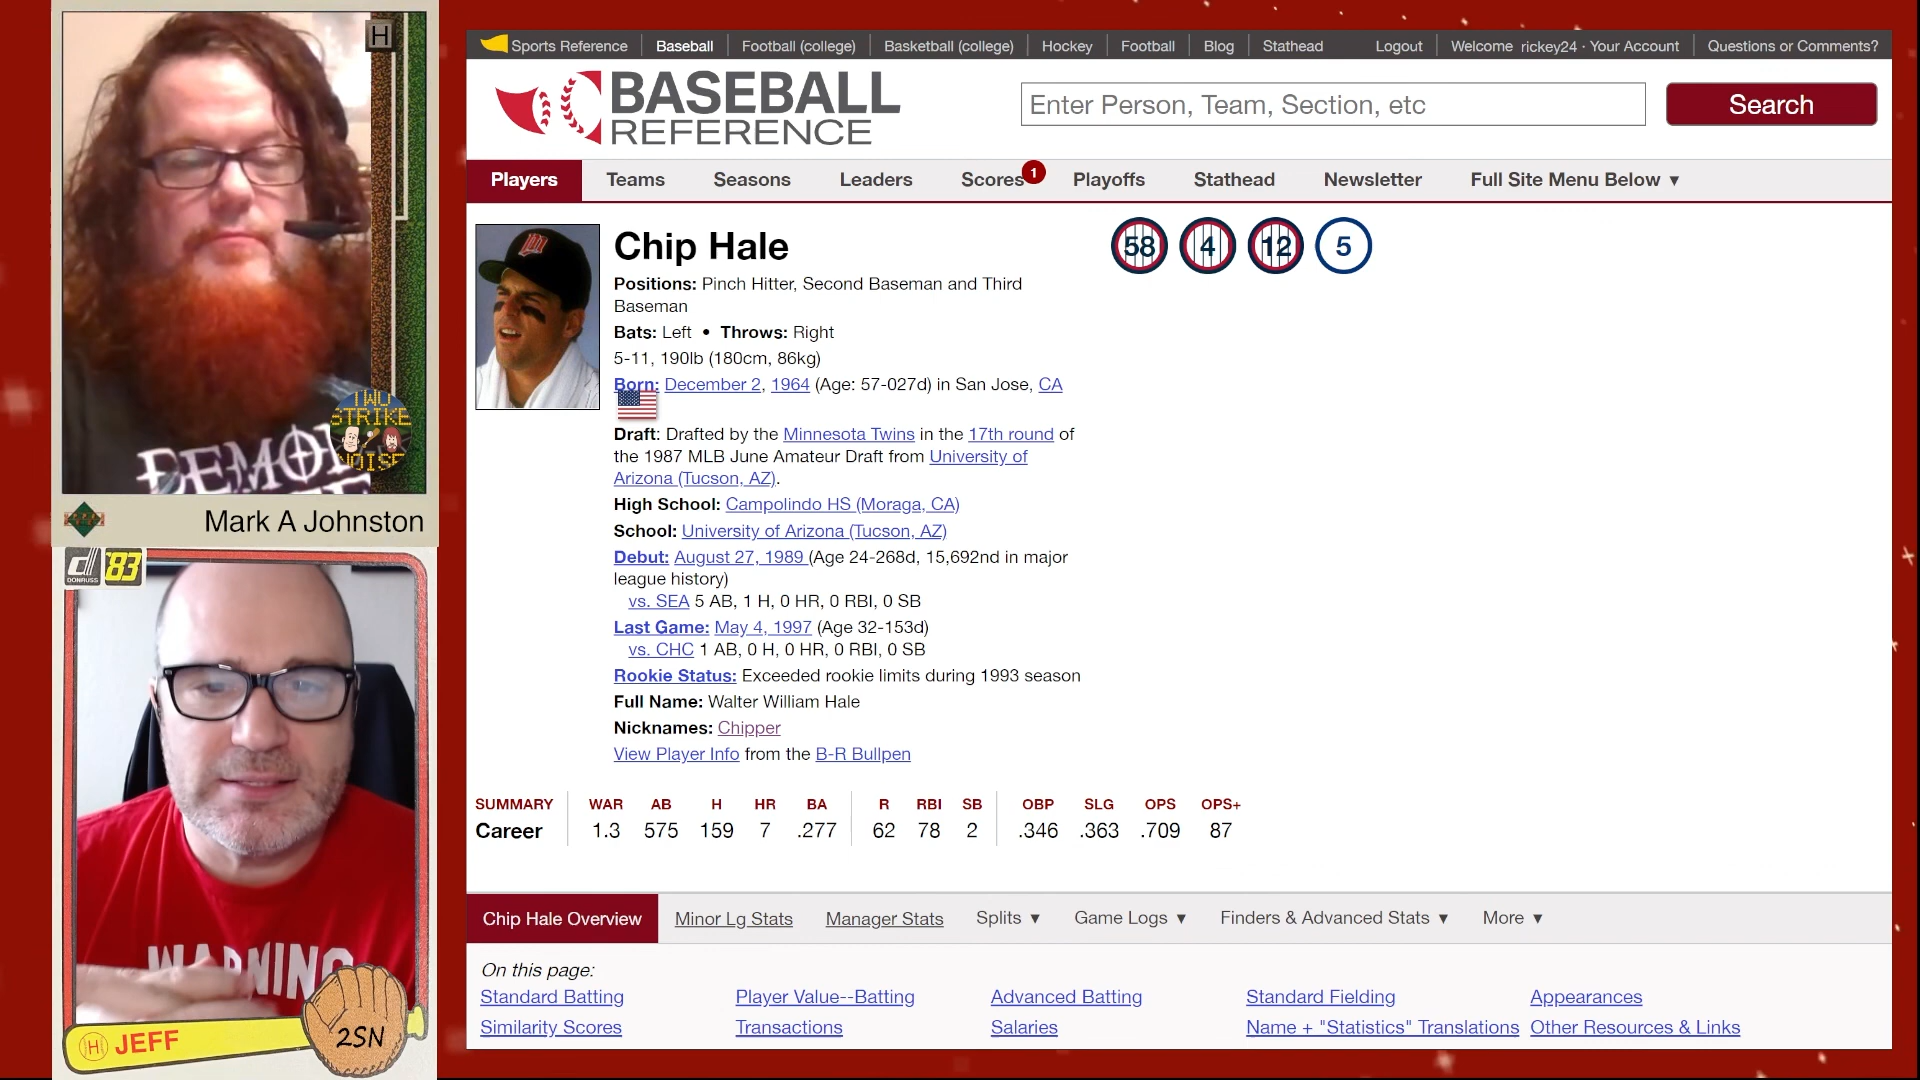 H
TWO
STRIKE
NOISE
Mark A Johnston
DONRUSS
'83
WARNING
H JEFF
2SN
Sports Reference
Baseball
Football (college)
Basketball (college)
Hockey
Football
Blog
Stathead
Logout
Welcome rickey24 · Your Account
Questions or Comments?
BASEBALL
REFERENCE
Enter Person, Team, Section, etc
Search
Players
Teams
Seasons
Leaders
Scores 1
Playoffs
Stathead
Newsletter
Full Site Menu Below ▼
Chip Hale
58 4 12 5
Positions: Pinch Hitter, Second Baseman and Third
Baseman
Bats: Left • Throws: Right
5-11, 190lb (180cm, 86kg)
Born: December 2, 1964 (Age: 57-027d) in San Jose, CA
Draft: Drafted by the Minnesota Twins in the 17th round of
the 1987 MLB June Amateur Draft from University of
Arizona (Tucson, AZ).
High School: Campolindo HS (Moraga, CA)
School: University of Arizona (Tucson, AZ)
Debut: August 27, 1989 (Age 24-268d, 15,692nd in major
league history)
vs. SEA 5 AB, 1 H, 0 HR, 0 RBI, 0 SB
Last Game: May 4, 1997 (Age 32-153d)
vs. CHC 1 AB, 0 H, 0 HR, 0 RBI, 0 SB
Rookie Status: Exceeded rookie limits during 1993 season
Full Name: Walter William Hale
Nicknames: Chipper
View Player Info from the B-R Bullpen
SUMMARY WAR AB H HR BA R RBI SB OBP SLG OPS OPS+
Career 1.3 575 159 7 .277 62 78 2 .346 .363 .709 87
Chip Hale Overview
Minor Lg Stats
Manager Stats
Splits ▼
Game Logs ▼
Finders & Advanced Stats ▼
More ▼
On this page:
Standard Batting
Player Value--Batting
Advanced Batting
Standard Fielding
Appearances
Similarity Scores
Transactions
Salaries
Name + "Statistics" Translations
Other Resources & Links